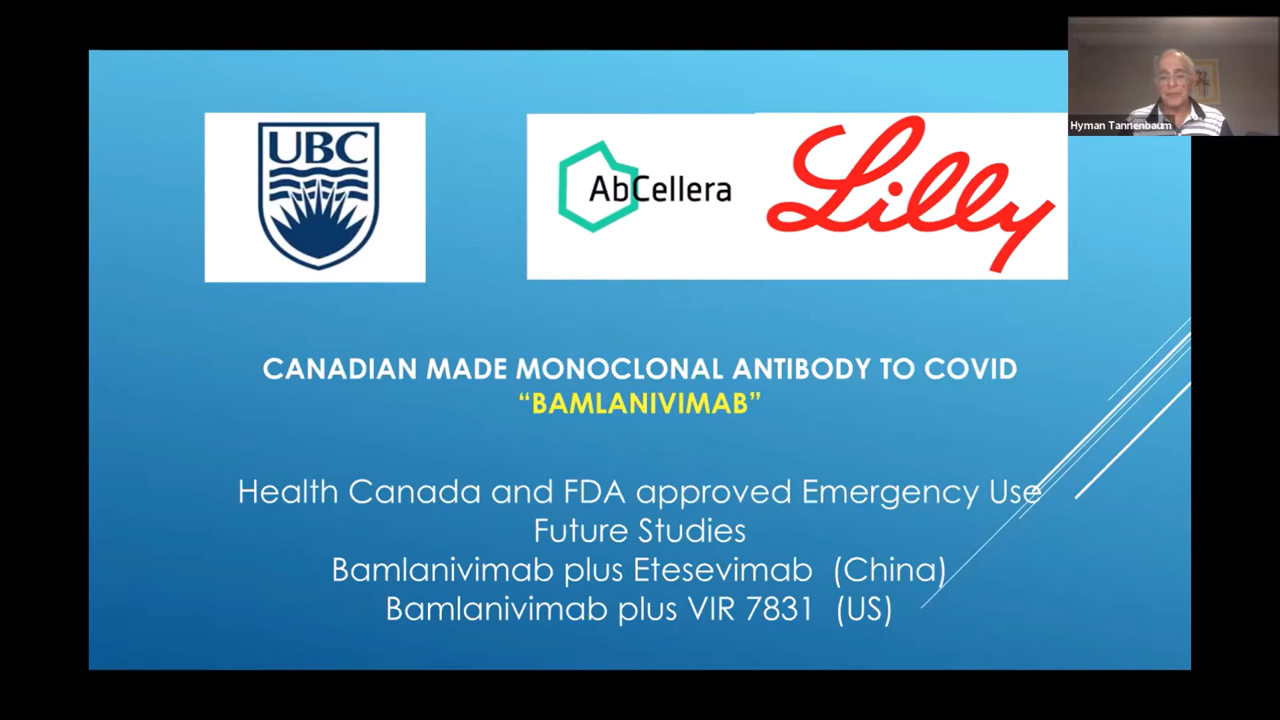 UBC
AbCellera
Lilly
Hyman Tannenbaum
CANADIAN MADE MONOCLONAL ANTIBODY TO COVID
“BAMLANIVIMAB”
Health Canada and FDA approved Emergency Use
Future Studies
Bamlanivimab plus Etesevimab (China)
Bamlanivimab plus VIR 7831 (US)